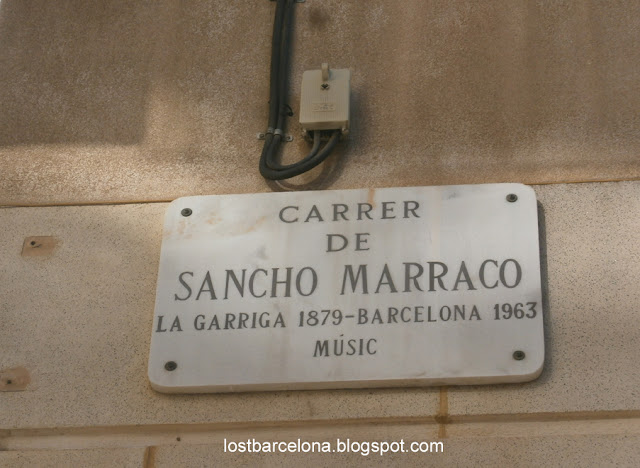 CARRER
DE
SANCHO MARRACO
LA GARRIGA 1879-BARCELONA 1963
MÚSIC
lostbarcelona.blogspot.com